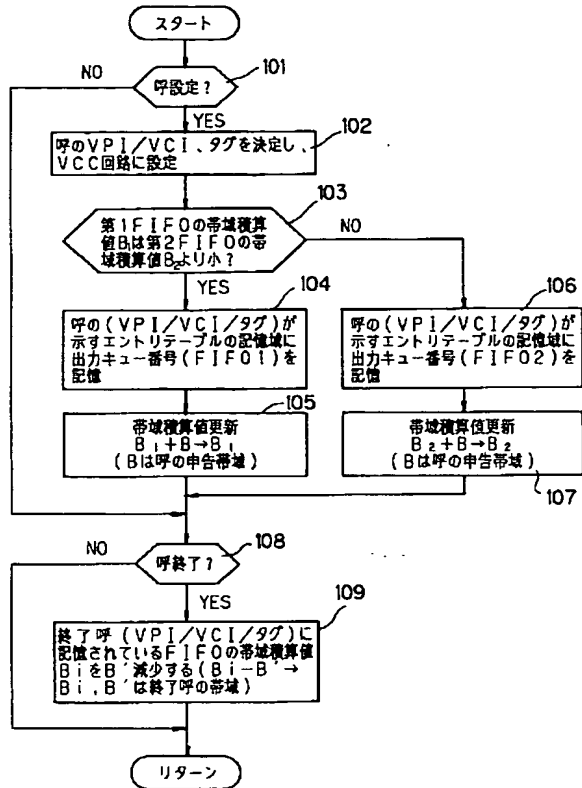 スタート
101
NO
呼設定?
YES
102
呼のVPI/VCI、タグを決定し、
VCC回路に設定
103
第1FIFOの帯域積算
値B₁は第2FIFOの帯
域積算値B₂より小?
NO
YES
104
呼の(VPI/VCI/タグ)が
示すエントリテーブルの記憶域に
出力キュー番号(FIFO1)を
記憶
106
呼の(VPI/VCI/タグ)が
示すエントリテーブルの記憶域に
出力キュー番号(FIFO2)を
記憶
105
帯域積算値更新
B₁+B→B₁
(Bは呼の申告帯域)
帯域積算値更新
B₂+B→B₂
(Bは呼の申告帯域)
107
NO
108
呼終了?
YES
109
終了呼(VPI/VCI/タグ)に
記憶されているFIFOの帯域積算値
BiをB'減少する(Bi-B'→
Bi,B'は終了呼の帯域)
リターン